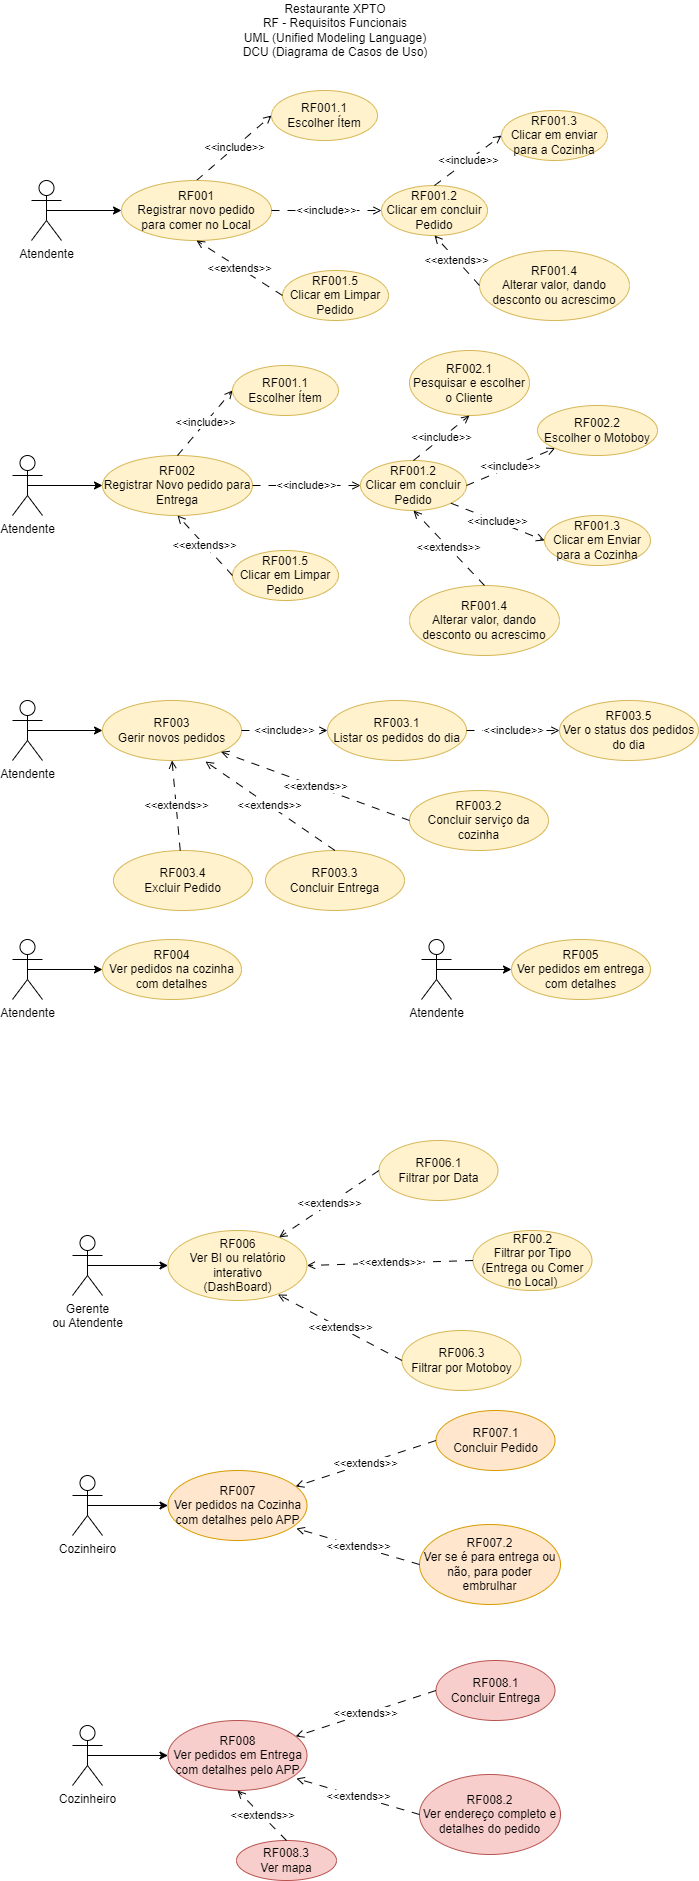 Restaurante XPTO
RF - Requisitos Funcionais
UML (Unified Modeling Language)
DCU (Diagrama de Casos de Uso)
RF001.1
Escolher Ítem
<<include>>
RF001.3
Clicar em enviar
para a Cozinha
<<include>>
RF001
Registrar novo pedido
para comer no Local
<<include>>
RF001.2
Clicar em concluir
Pedido
Atendente
<<extends>>
<<extends>>
RF001.5
Clicar em Limpar
Pedido
RF001.4
Alterar valor, dando
desconto ou acrescimo
RF001.1
Escolher Ítem
<<include>>
RF002.1
Pesquisar e escolher
o Cliente
<<include>>
RF002.2
Escolher o Motoboy
<<include>>
RF002
Registrar Novo pedido para
Entrega
<<include>>
RF001.2
Clicar em concluir
Pedido
Atendente
<<include>>
RF001.3
Clicar em Enviar
para a Cozinha
<<extends>>
<<extends>>
RF001.5
Clicar em Limpar
Pedido
RF001.4
Alterar valor, dando
desconto ou acrescimo
RF003
Gerir novos pedidos
<<include>>
RF003.1
Listar os pedidos do dia
<<include>>
RF003.5
Ver o status dos pedidos
do dia
Atendente
<<extends>>
<<extends>>
<<extends>>
RF003.2
Concluir serviço da
cozinha
RF003.4
Excluir Pedido
RF003.3
Concluir Entrega
RF004
Ver pedidos na cozinha
com detalhes
Atendente
RF005
Ver pedidos em entrega
com detalhes
Atendente
RF006.1
Filtrar por Data
<<extends>>
RF006
Ver BI ou relatório
interativo
(DashBoard)
<<extends>>
RF00.2
Filtrar por Tipo
(Entrega ou Comer
no Local)
Gerente
ou Atendente
<<extends>>
RF006.3
Filtrar por Motoboy
RF007.1
Concluir Pedido
<<extends>>
RF007
Ver pedidos na Cozinha
com detalhes pelo APP
Cozinheiro
<<extends>>
RF007.2
Ver se é para entrega ou
não, para poder
embrulhar
RF008.1
Concluir Entrega
<<extends>>
RF008
Ver pedidos em Entrega
com detalhes pelo APP
Cozinheiro
<<extends>>
RF008.2
Ver endereço completo e
detalhes do pedido
<<extends>>
RF008.3
Ver mapa